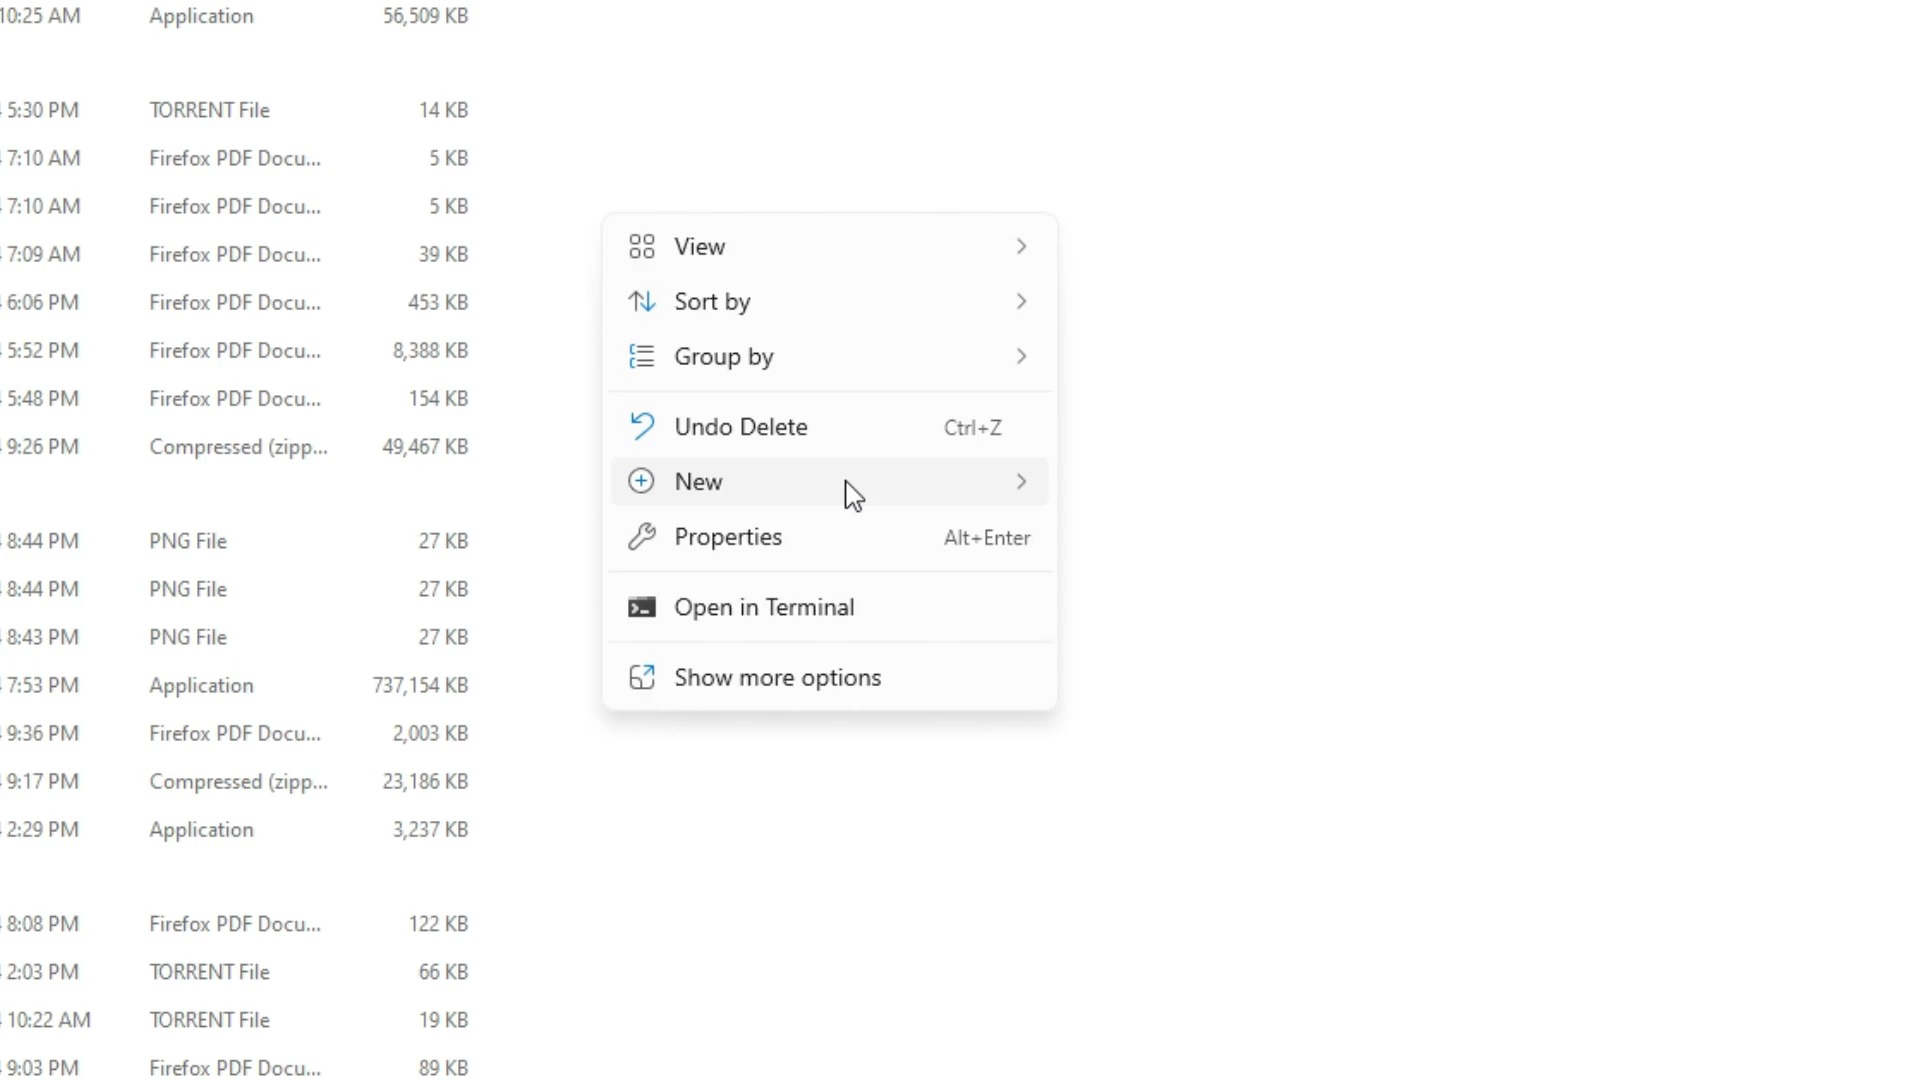 10:25 AM Application 56,509 KB
5:30 PM TORRENT File 14 KB
7:10 AM Firefox PDF Docu... 5 KB
7:10 AM Firefox PDF Docu... 5 KB
7:09 AM Firefox PDF Docu... 39 KB
6:06 PM Firefox PDF Docu... 453 KB
5:52 PM Firefox PDF Docu... 8,388 KB
5:48 PM Firefox PDF Docu... 154 KB
9:26 PM Compressed (zipp... 49,467 KB
8:44 PM PNG File 27 KB
8:44 PM PNG File 27 KB
8:43 PM PNG File 27 KB
7:53 PM Application 737,154 KB
9:36 PM Firefox PDF Docu... 2,003 KB
9:17 PM Compressed (zipp... 23,186 KB
2:29 PM Application 3,237 KB
8:08 PM Firefox PDF Docu... 122 KB
2:03 PM TORRENT File 66 KB
10:22 AM TORRENT File 19 KB
9:03 PM Firefox PDF Docu... 89 KB
View
Sort by
Group by
Undo Delete Ctrl+Z
New
Properties Alt+Enter
Open in Terminal
Show more options